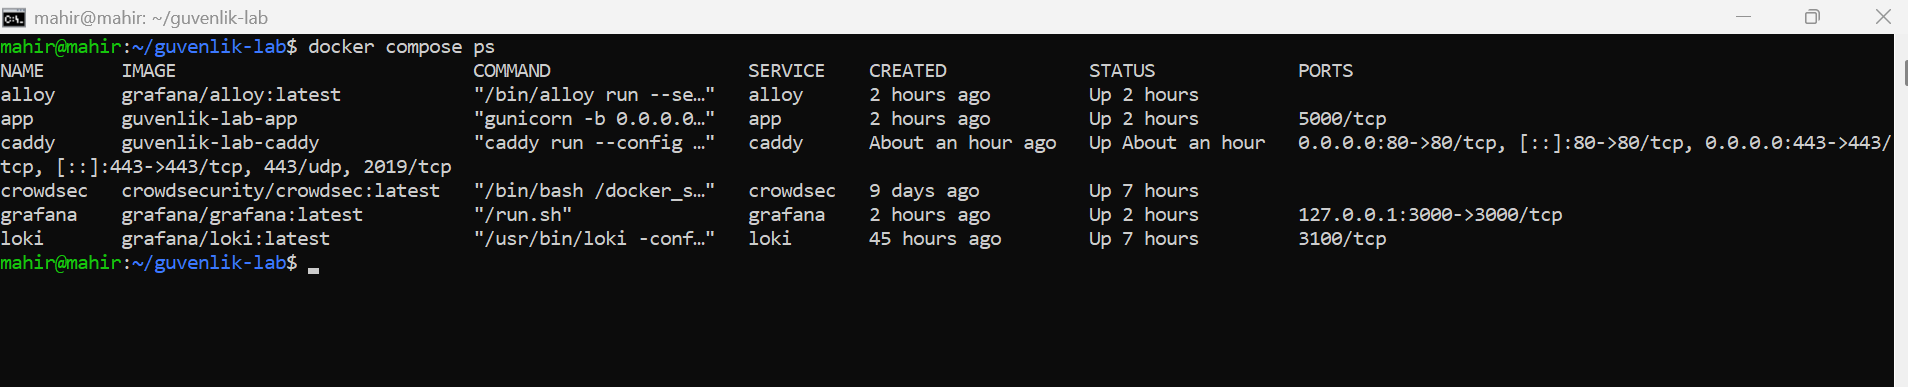 mahir@mahir: ~/guvenlik-lab
mahir@mahir:~/guvenlik-lab$ docker compose ps
NAME      IMAGE                           COMMAND                  SERVICE    CREATED             STATUS             PORTS
alloy     grafana/alloy:latest            "/bin/alloy run --se…"   alloy      2 hours ago         Up 2 hours
app       guvenlik-lab-app                "gunicorn -b 0.0.0.0…"   app        2 hours ago         Up 2 hours         5000/tcp
caddy     guvenlik-lab-caddy              "caddy run --config …"   caddy      About an hour ago   Up About an hour   0.0.0.0:80->80/tcp, [::]:80->80/tcp, 0.0.0.0:443->443/
tcp, [::]:443->443/tcp, 443/udp, 2019/tcp
crowdsec  crowdsecurity/crowdsec:latest   "/bin/bash /docker_s…"   crowdsec   9 days ago          Up 7 hours
grafana   grafana/grafana:latest          "/run.sh"                grafana    2 hours ago         Up 2 hours         127.0.0.1:3000->3000/tcp
loki      grafana/loki:latest             "/usr/bin/loki -conf…"   loki       45 hours ago        Up 7 hours         3100/tcp
mahir@mahir:~/guvenlik-lab$